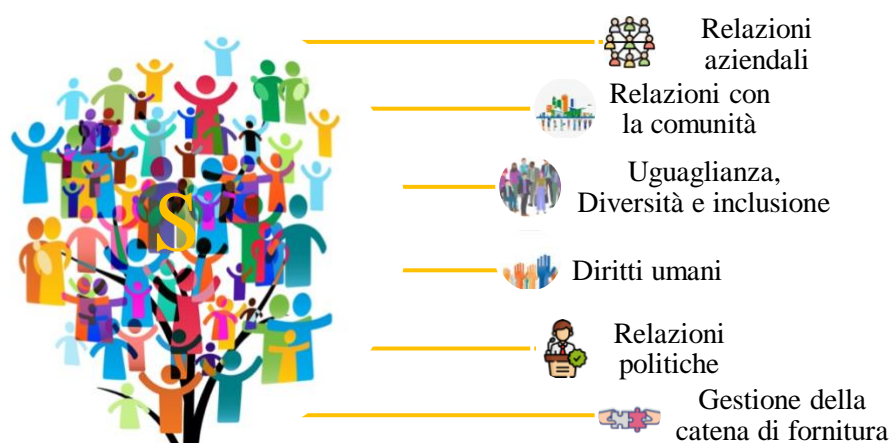 Relazioni
aziendali
Relazioni con
la comunità
S
Uguaglianza,
Diversità e inclusione
Diritti umani
Relazioni
politiche
Gestione della
catena di fornitura